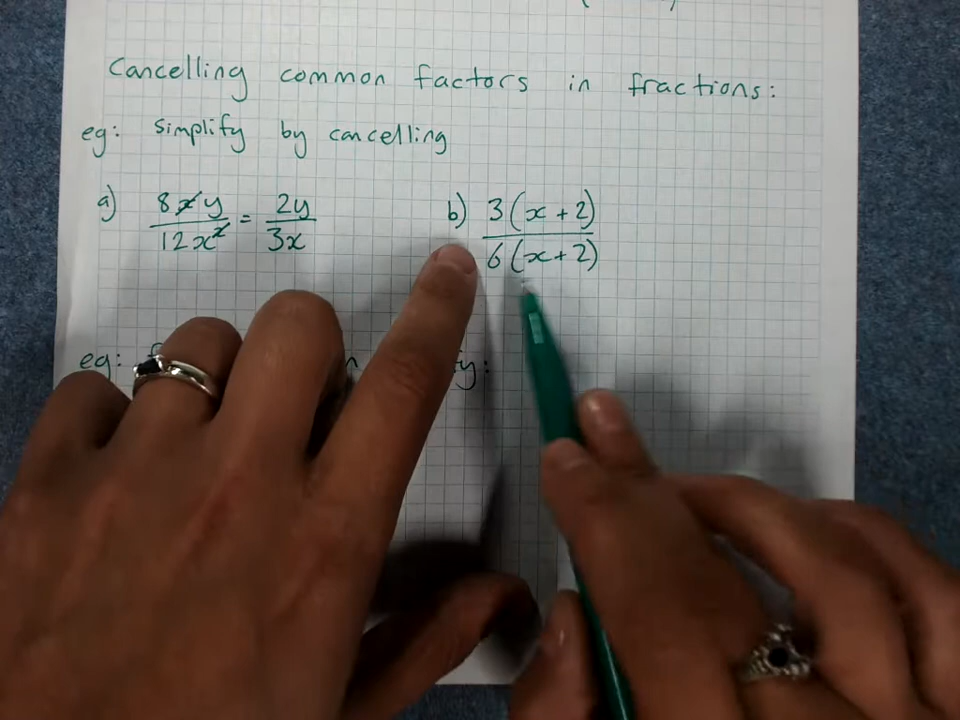 Cancelling common factors in fractions:
eg: simplify by cancelling
a) 8xy/12x² = 2y/3x b) 3(x+2)/6(x+2)
eg: